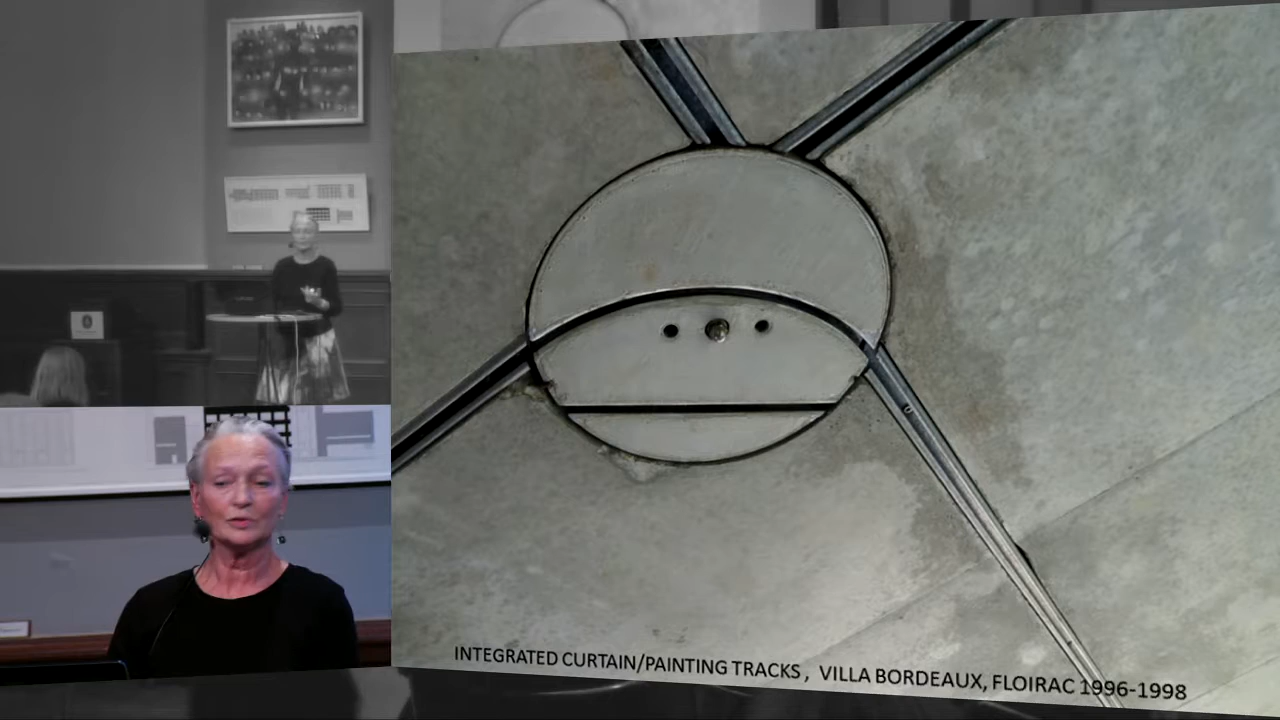 INTEGRATED CURTAIN/PAINTING TRACKS, VILLA BORDEAUX, FLOIRAC 1996-1998